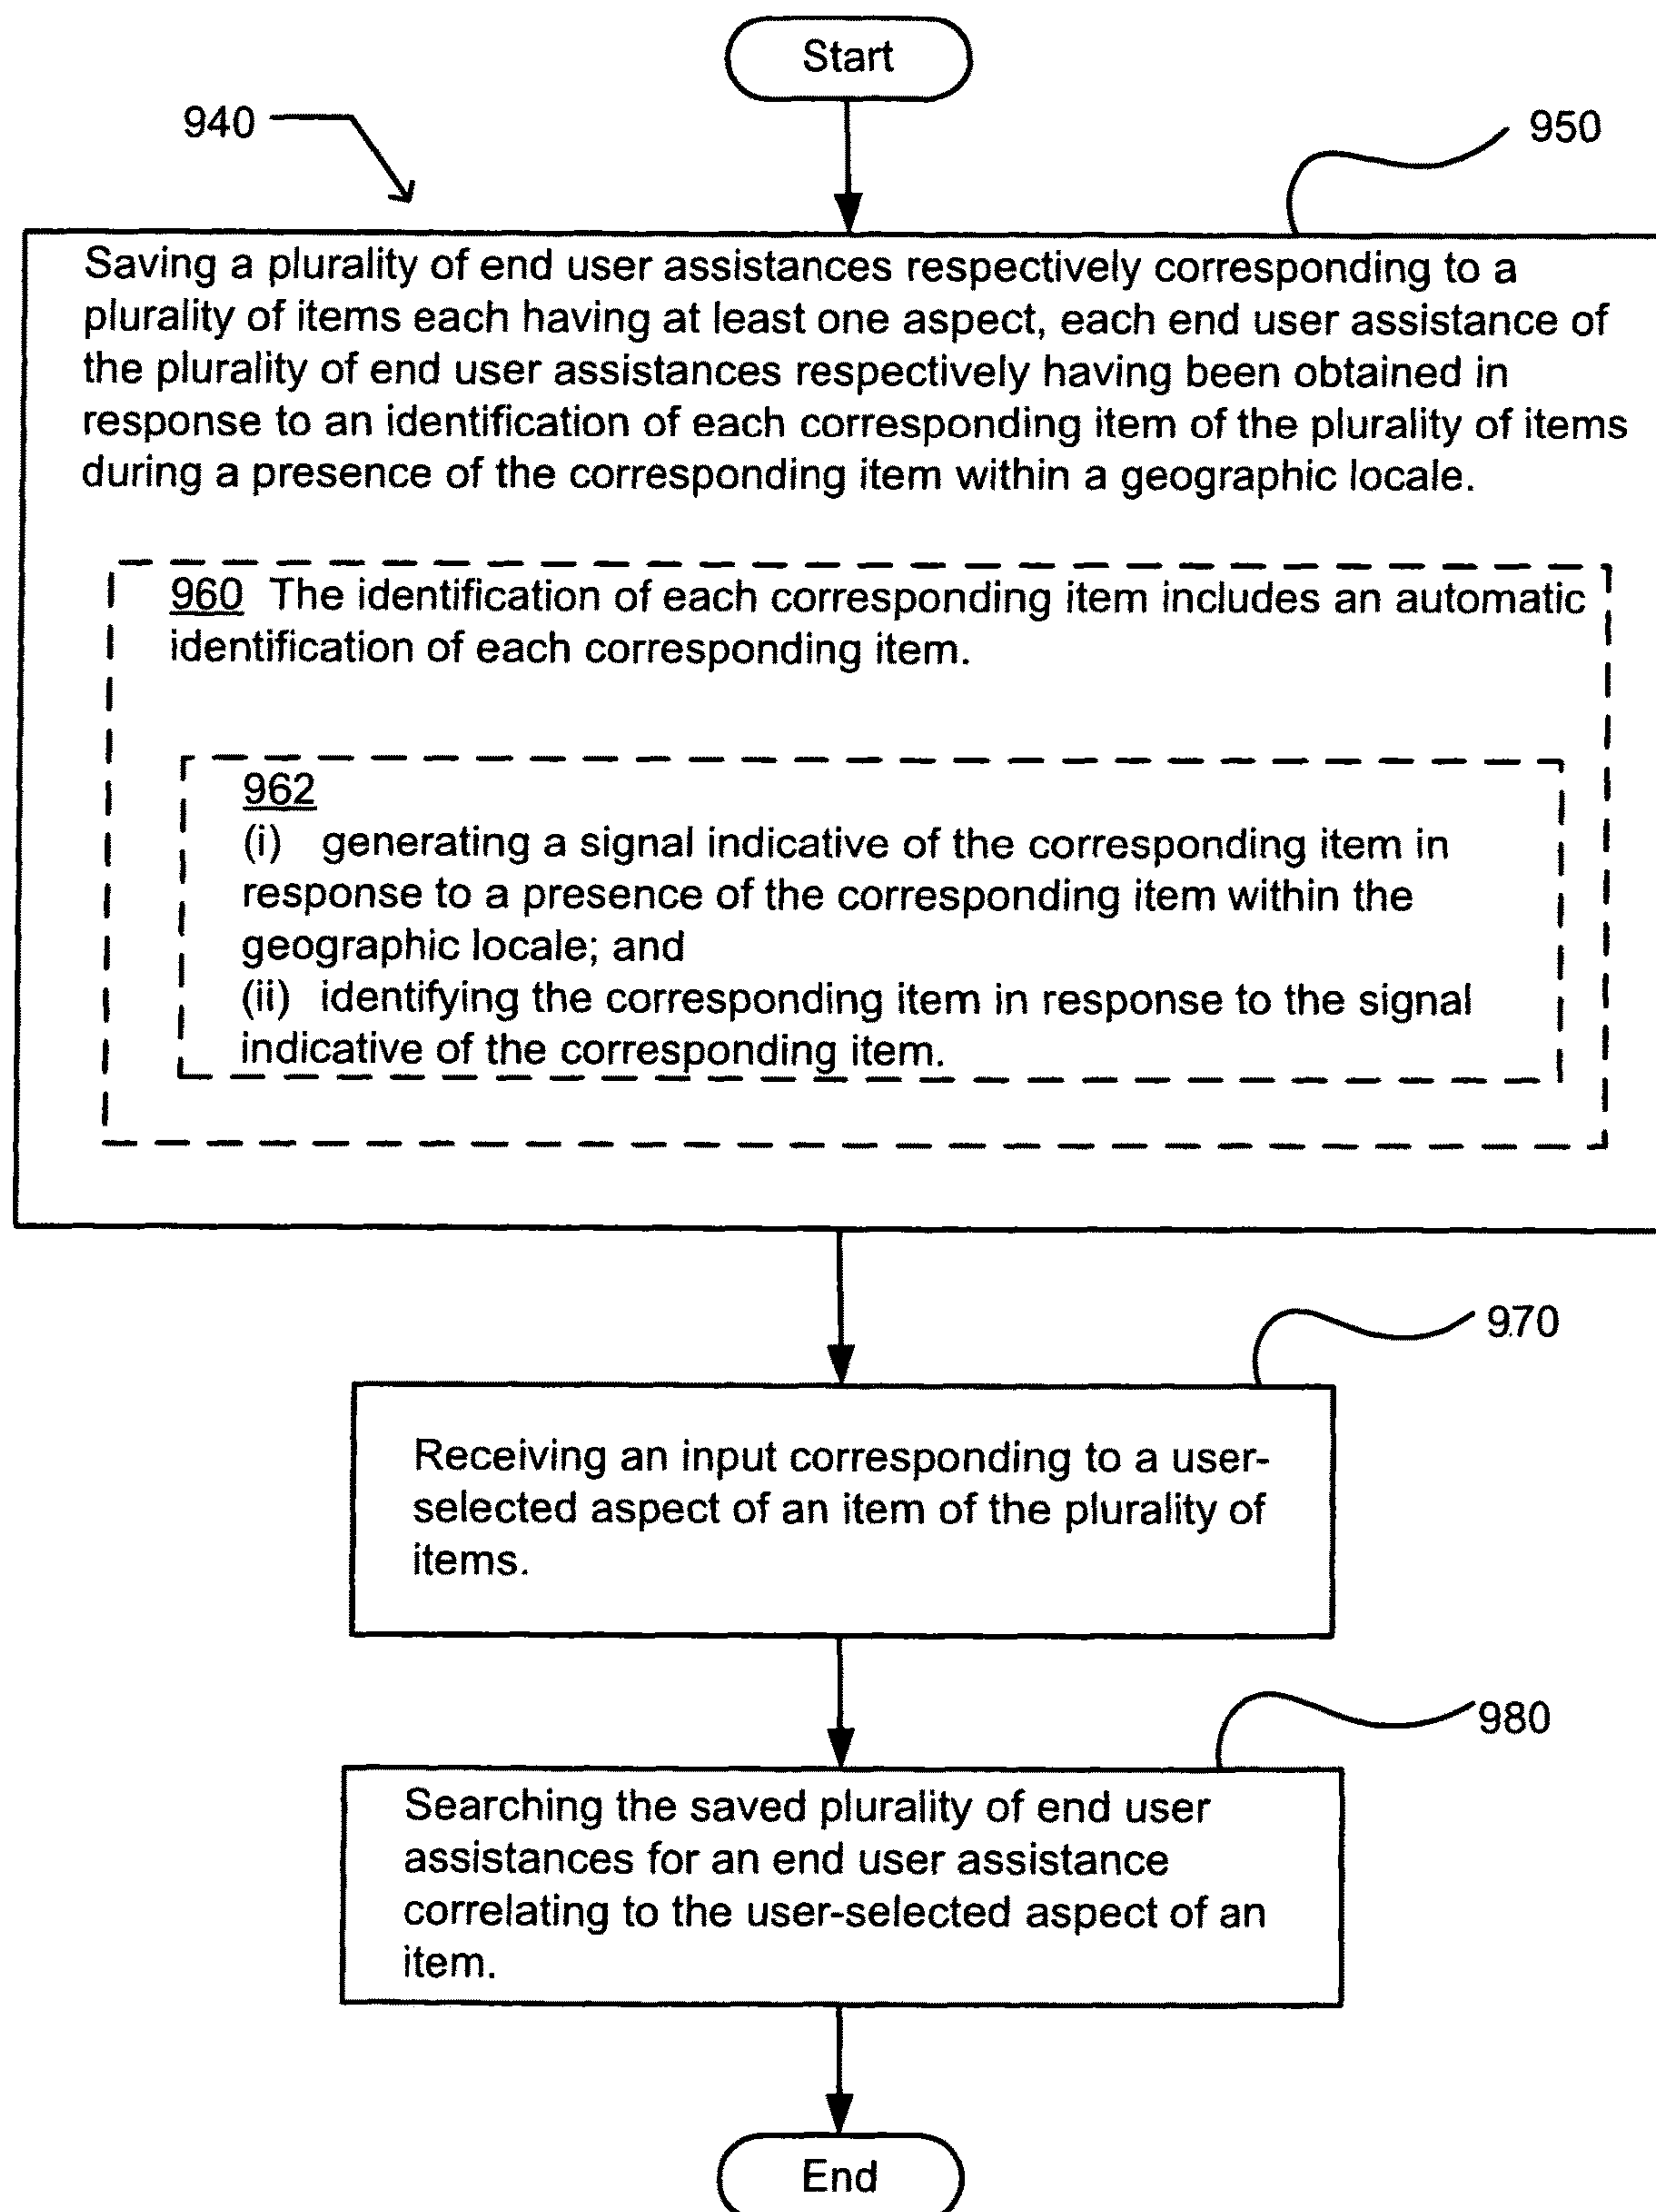 Start
940
950
Saving a plurality of end user assistances respectively corresponding to a
plurality of items each having at least one aspect, each end user assistance of
the plurality of end user assistances respectively having been obtained in
response to an identification of each corresponding item of the plurality of items
during a presence of the corresponding item within a geographic locale.
960 The identification of each corresponding item includes an automatic
identification of each corresponding item.
962
(i) generating a signal indicative of the corresponding item in
response to a presence of the corresponding item within the
geographic locale; and
(ii) identifying the corresponding item in response to the signal
indicative of the corresponding item.
970
Receiving an input corresponding to a user-
selected aspect of an item of the plurality of
items.
980
Searching the saved plurality of end user
assistances for an end user assistance
correlating to the user-selected aspect of an
item.
End